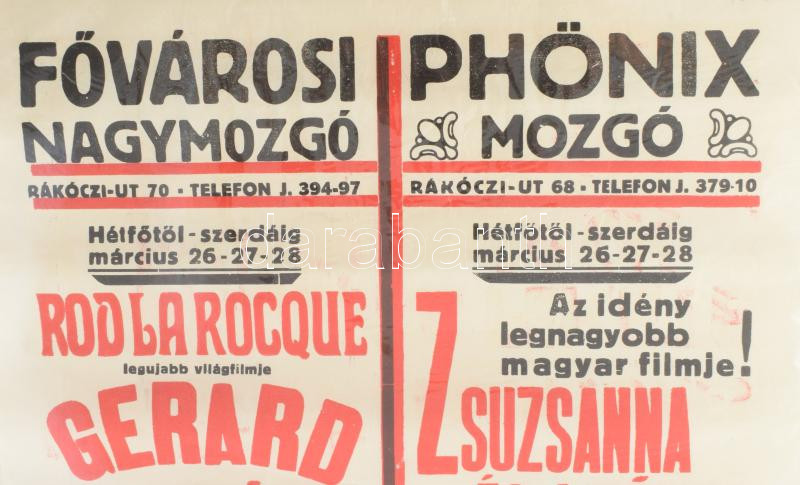 FŐVÁROSI
NAGYMOZGÓ
RÁKÓCZI-UT 70 • TELEFON J. 394-97
Hétfőtől - szerdáig
március 26-27-28
ROD LA ROCQUE
legujabb világfilmje
GERARD
PHÖNIX
MOZGÓ
RÁKÓCZI-UT 68 • TELEFON J. 379-10
Hétfőtől - szerdáig
március 26-27-28
Az idény
legnagyobb
magyar filmje!
ZSUZSANNA
darabanth